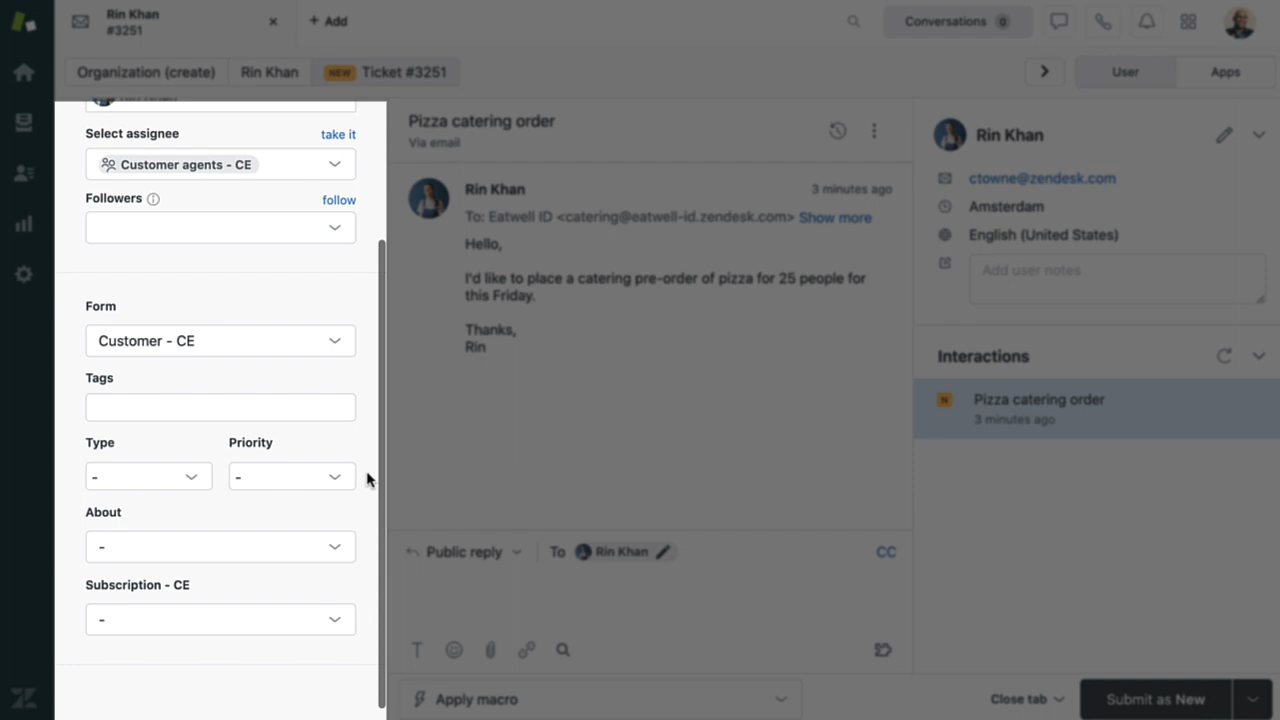 Rin Khan
#3251
+ Add
Conversations 0
Organization (create)
Rin Khan
NEW Ticket #3251
User
Apps
Select assignee
take it
Customer agents - CE
Followers
follow
Form
Customer - CE
Tags
Type
Priority
-
-
About
-
Subscription - CE
-
Pizza catering order
Via email
Rin Khan
3 minutes ago
To: Eatwell ID <catering@eatwell-id.zendesk.com> Show more
Hello,
I'd like to place a catering pre-order of pizza for 25 people for
this Friday.
Thanks,
Rin
Public reply
To
Rin Khan
CC
Apply macro
Close tab
Submit as New
Rin Khan
ctowne@zendesk.com
Amsterdam
English (United States)
Add user notes
Interactions
N
Pizza catering order
3 minutes ago